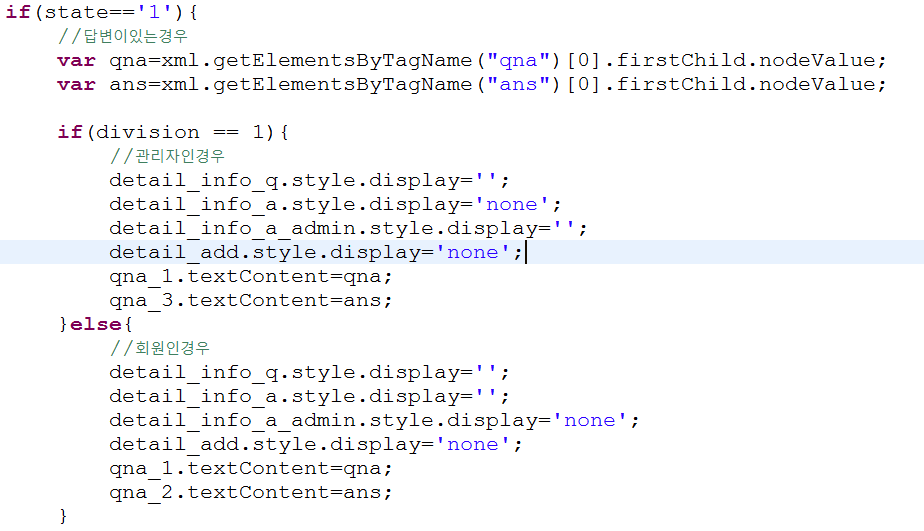 if(state=='1'){
//답변이있는경우
var qna=xml.getElementsByTagName("qna")[0].firstChild.nodeValue;
var ans=xml.getElementsByTagName("ans")[0].firstChild.nodeValue;
if(division == 1){
//관리자인경우
detail_info_q.style.display='';
detail_info_a.style.display='none';
detail_info_a_admin.style.display='';
detail_add.style.display='none';
qna_1.textContent=qna;
qna_3.textContent=ans;
}else{
//회원인경우
detail_info_q.style.display='';
detail_info_a.style.display='';
detail_info_a_admin.style.display='none';
detail_add.style.display='none';
qna_1.textContent=qna;
qna_2.textContent=ans;
}